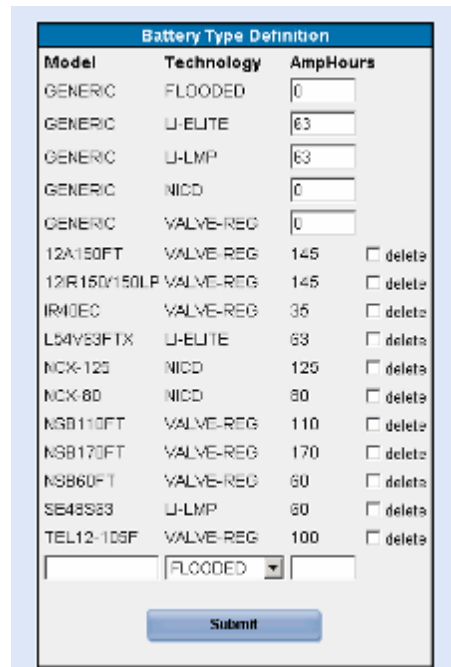 Battery Type Definition
Model Technology AmpHours
GENERIC FLOODED 0
GENERIC LI-ELITE 63
GENERIC LI-LMP 63
GENERIC NICD 0
GENERIC VALVE-REG 0
12A150FT VALVE-REG 145 delete
12IR150/150LP VALVE-REG 145 delete
IR40EC VALVE-REG 35 delete
L54V63FTX LI-ELITE 63 delete
NCX-125 NICD 125 delete
NCX-80 NICD 80 delete
NSB110FT VALVE-REG 110 delete
NSB170FT VALVE-REG 170 delete
NSB60FT VALVE-REG 60 delete
SE48S63 LI-LMP 60 delete
TEL12-105F VALVE-REG 100 delete
FLOODED
Submit